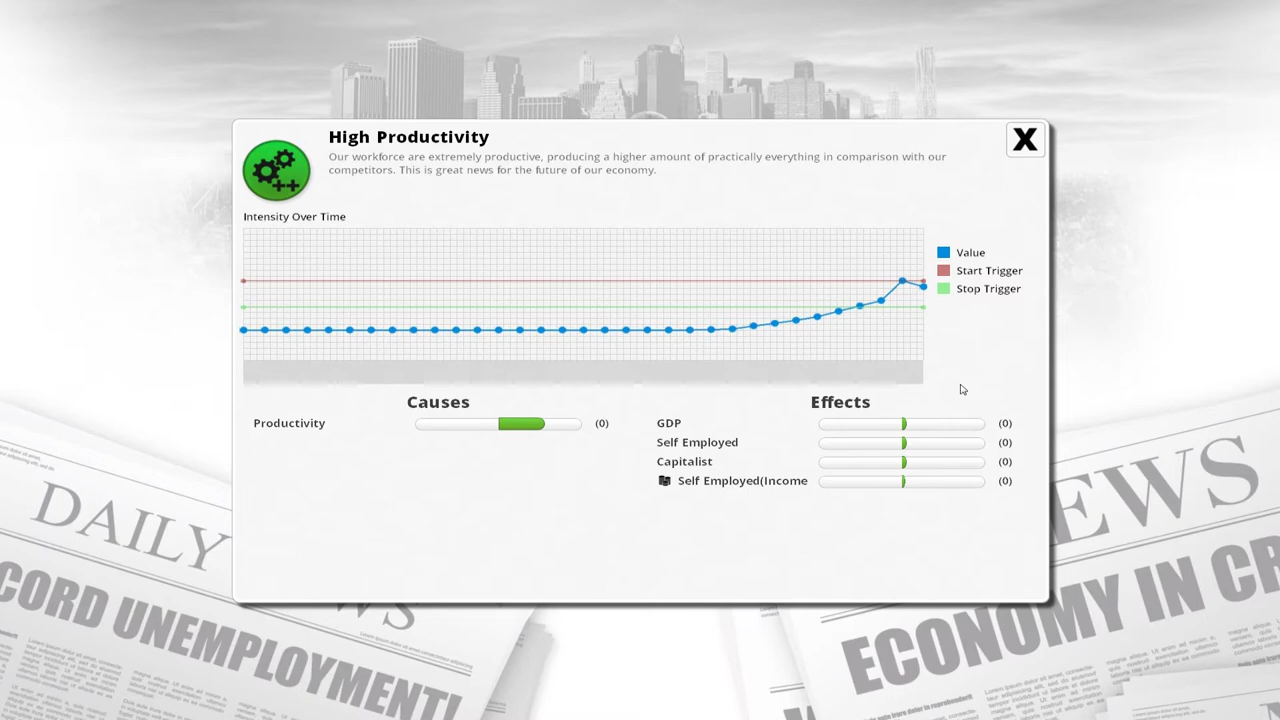 High Productivity
X
Our workforce are extremely productive, producing a higher amount of practically everything in comparison with our
competitors. This is great news for the future of our economy.
Intensity Over Time
Value
Start Trigger
Stop Trigger
Causes
Productivity (0)
Effects
GDP (0)
Self Employed (0)
Capitalist (0)
Self Employed(Income (0)
DAILY
WS
CORD UNEMPLOYMENT!
EWS
ECONOMY IN CR